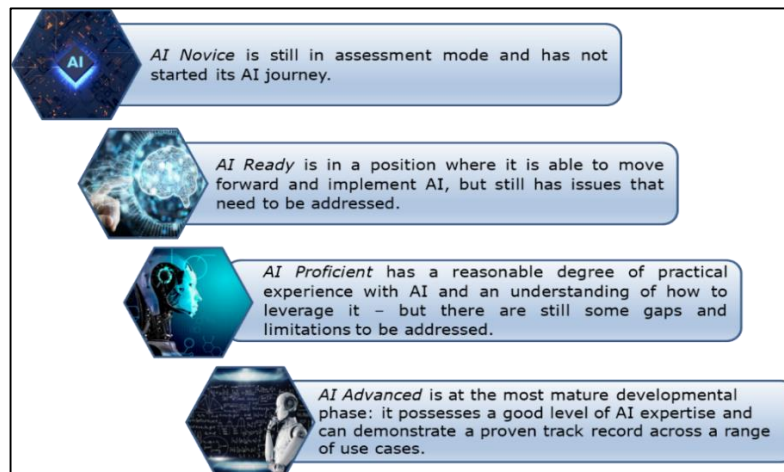 AI
AI Novice is still in assessment mode and has not
started its AI journey.
AI Ready is in a position where it is able to move
forward and implement AI, but still has issues that
need to be addressed.
AI Proficient has a reasonable degree of practical
experience with AI and an understanding of how to
leverage it – but there are still some gaps and
limitations to be addressed.
AI Advanced is at the most mature developmental
phase: it possesses a good level of AI expertise and
can demonstrate a proven track record across a range
of use cases.